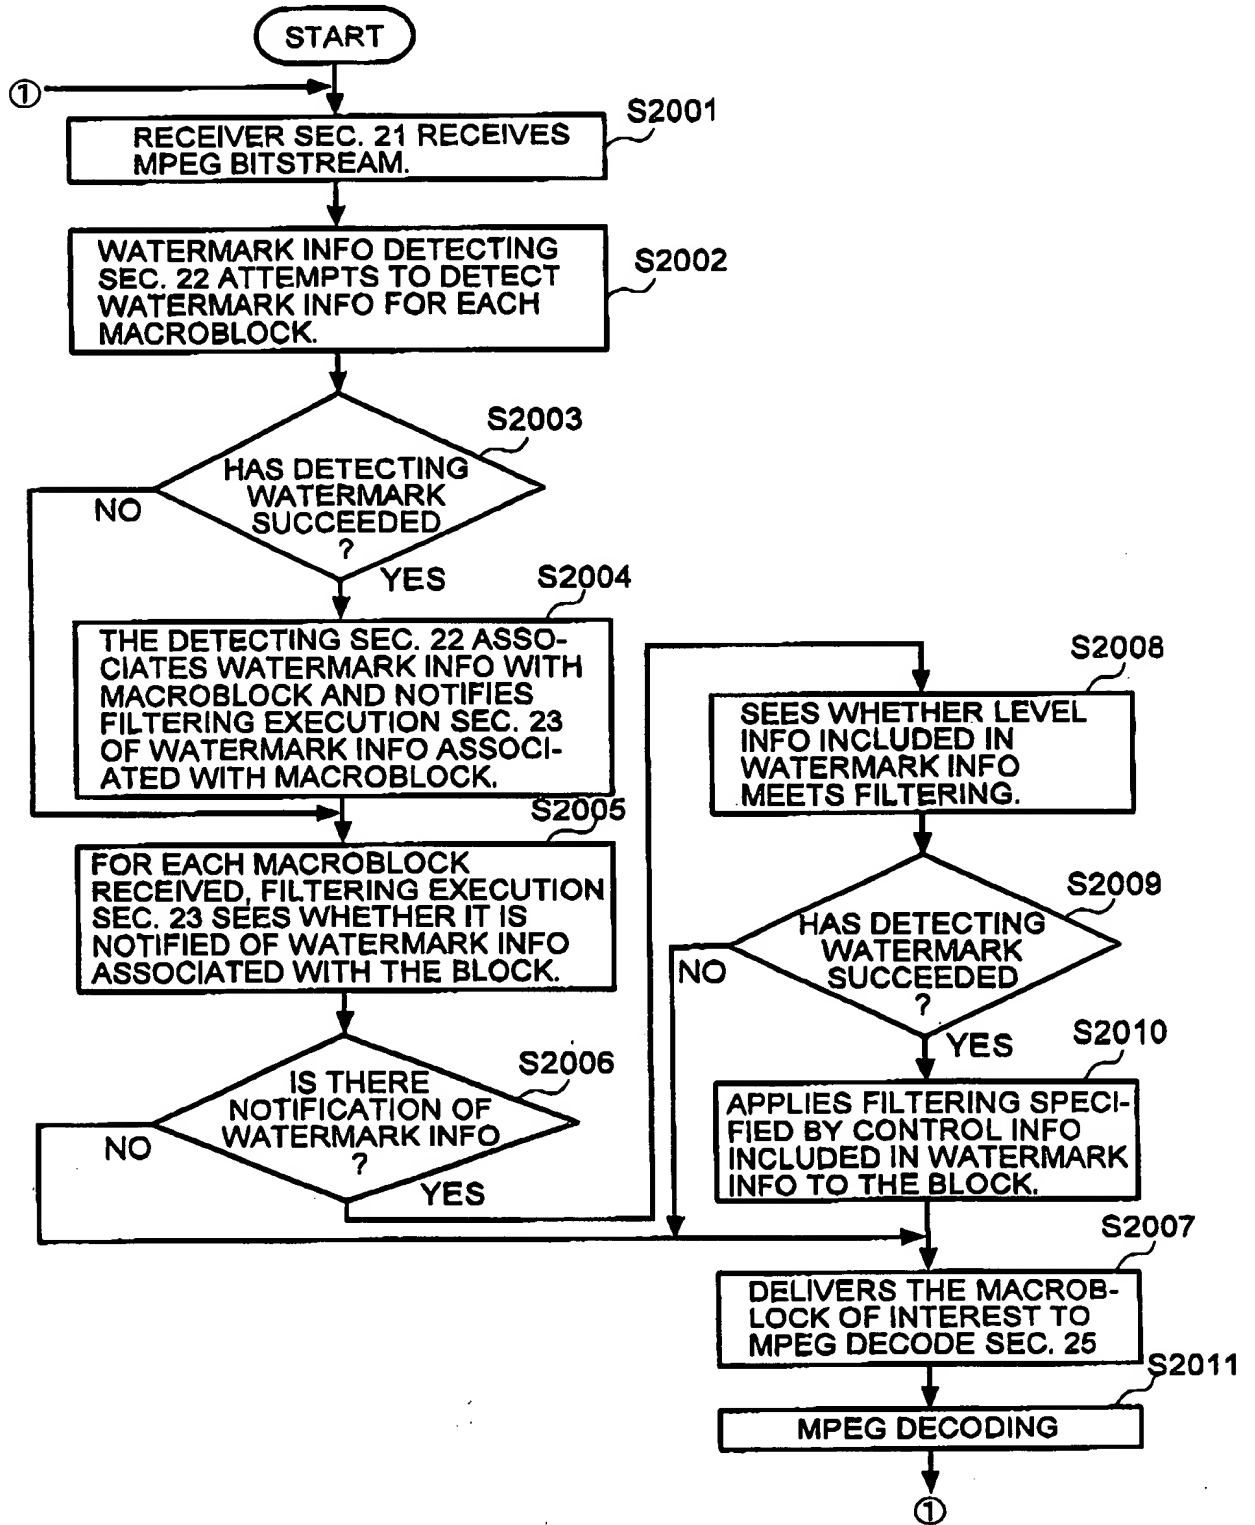 START
①
S2001
RECEIVER SEC. 21 RECEIVES
MPEG BITSTREAM.
S2002
WATERMARK INFO DETECTING
SEC. 22 ATTEMPTS TO DETECT
WATERMARK INFO FOR EACH
MACROBLOCK.
S2003
HAS DETECTING
WATERMARK
SUCCEEDED
?
NO
YES
S2004
THE DETECTING SEC. 22 ASSO-
CIATES WATERMARK INFO WITH
MACROBLOCK AND NOTIFIES
FILTERING EXECUTION SEC. 23
OF WATERMARK INFO ASSOCI-
ATED WITH MACROBLOCK.
S2005
FOR EACH MACROBLOCK
RECEIVED, FILTERING EXECUTION
SEC. 23 SEES WHETHER IT IS
NOTIFIED OF WATERMARK INFO
ASSOCIATED WITH THE BLOCK.
S2006
IS THERE
NOTIFICATION OF
WATERMARK INFO
?
NO
YES
S2008
SEES WHETHER LEVEL
INFO INCLUDED IN
WATERMARK INFO
MEETS FILTERING.
S2009
HAS DETECTING
WATERMARK
SUCCEEDED
?
NO
YES
S2010
APPLIES FILTERING SPECI-
FIED BY CONTROL INFO
INCLUDED IN WATERMARK
INFO TO THE BLOCK.
S2007
DELIVERS THE MACROB-
LOCK OF INTEREST TO
MPEG DECODE SEC. 25
S2011
MPEG DECODING
①